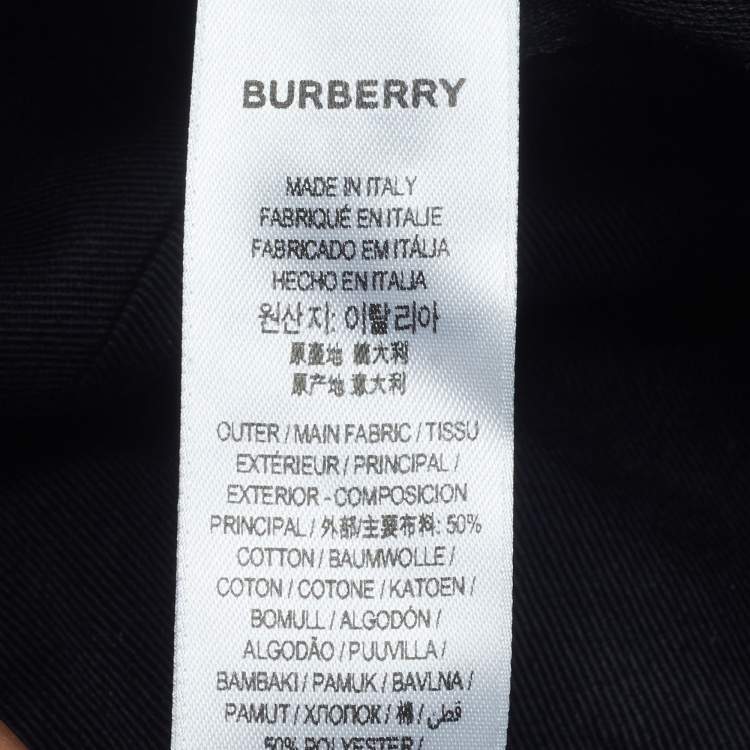 BURBERRY
MADE IN ITALY
FABRIQUÉ EN ITALIE
FABRICADO EM ITÁLIA
HECHO EN ITALIA
원산지: 이탈리아
原產地 義大利
原产地 意大利
OUTER / MAIN FABRIC / TISSU
EXTÉRIEUR / PRINCIPAL /
EXTERIOR - COMPOSICION
PRINCIPAL / 外部/主要布料: 50%
COTTON / BAUMWOLLE /
COTON / COTONE / KATOEN /
BOMULL / ALGODÓN /
ALGODÃO / PUUVILLA /
BAMBAKI / PAMUK / BAVLNA /
PAMUT / ХЛОПОК / 棉 / قطن
50% POLYESTER /